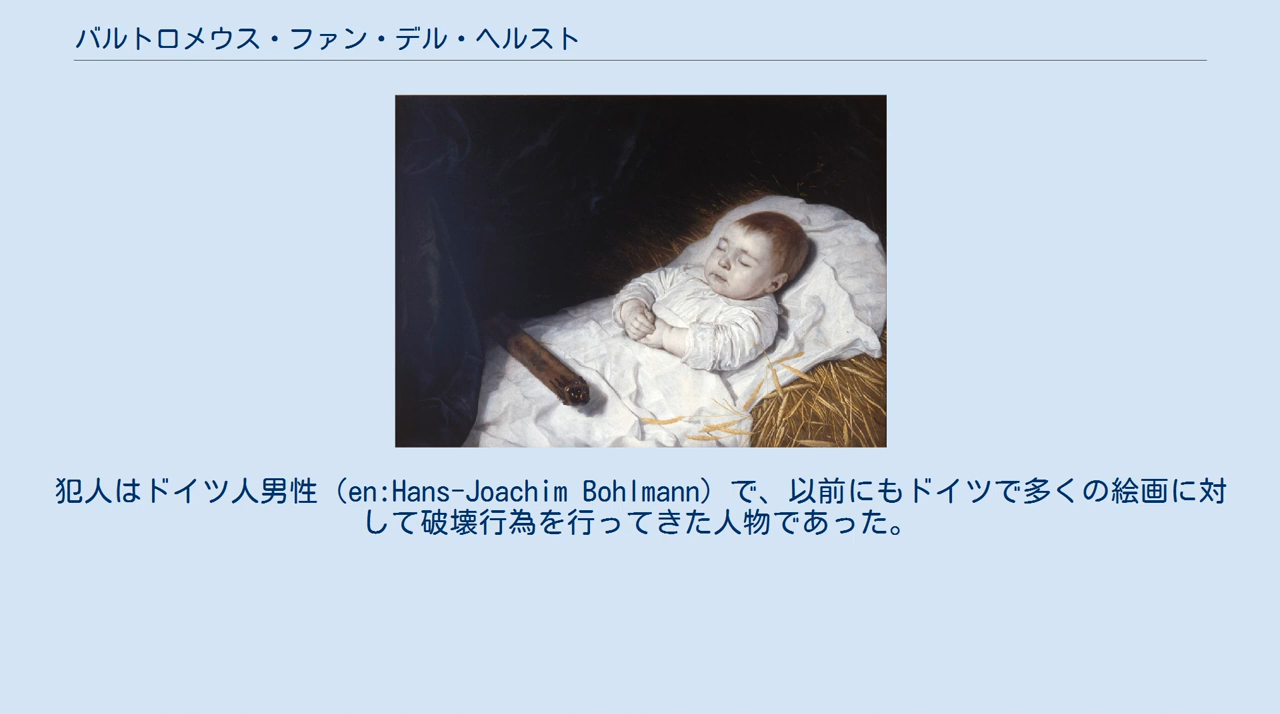 バルトロメウス・ファン・デル・ヘルスト
犯人はドイツ人男性（en:Hans-Joachim Bohlmann）で、以前にもドイツで多くの絵画に対
して破壊行為を行ってきた人物であった。